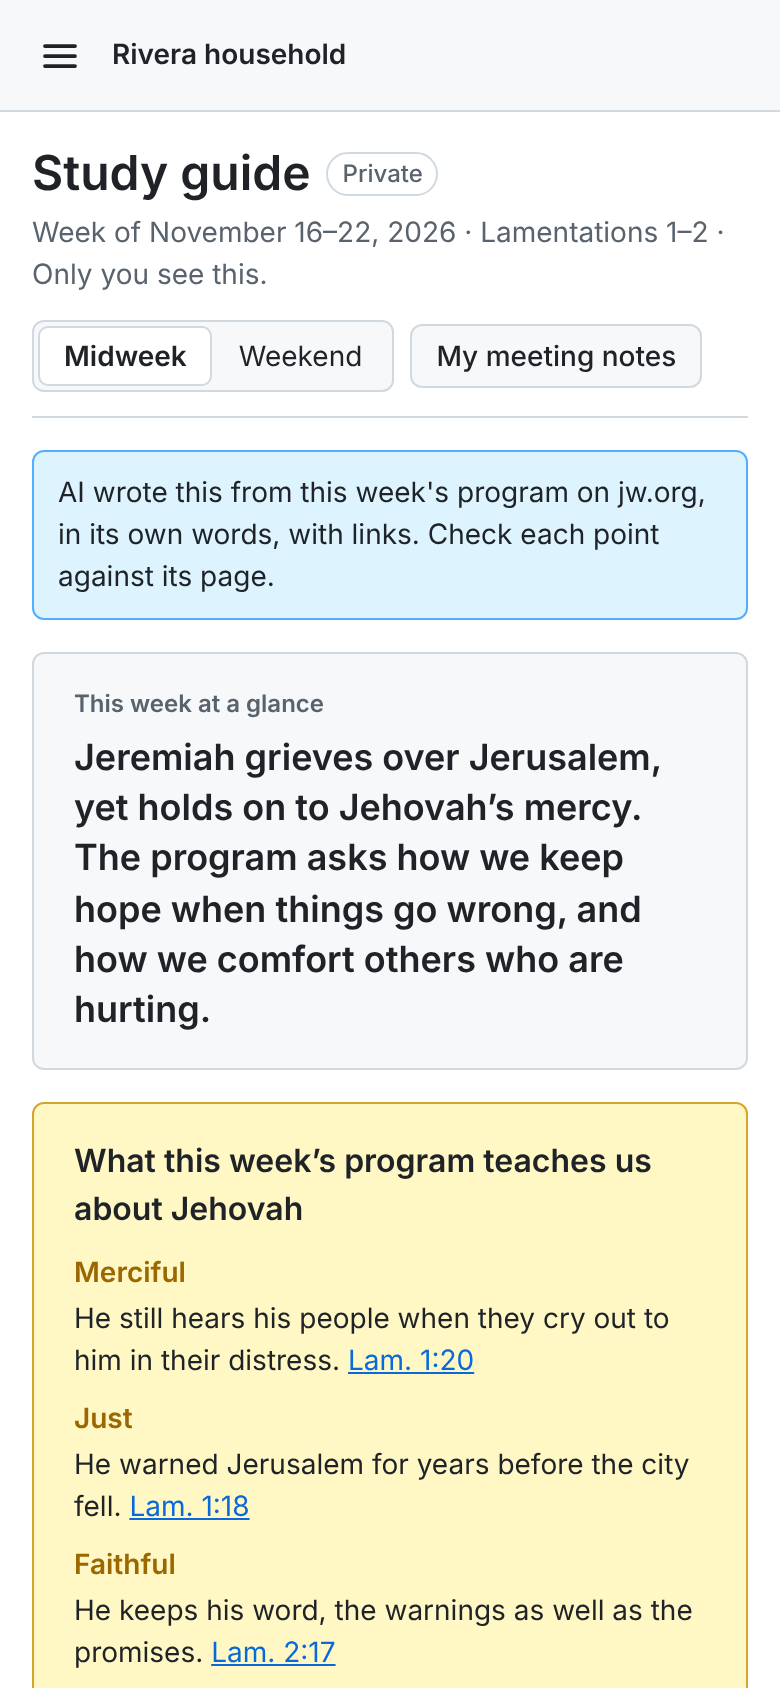 Rivera household
Study guide Private
Week of November 16–22, 2026 · Lamentations 1–2 ·
Only you see this.
Midweek Weekend My meeting notes
AI wrote this from this week's program on jw.org,
in its own words, with links. Check each point
against its page.
This week at a glance
Jeremiah grieves over Jerusalem,
yet holds on to Jehovah’s mercy.
The program asks how we keep
hope when things go wrong, and
how we comfort others who are
hurting.
What this week’s program teaches us
about Jehovah
Merciful
He still hears his people when they cry out to
him in their distress. Lam. 1:20
Just
He warned Jerusalem for years before the city
fell. Lam. 1:18
Faithful
He keeps his word, the warnings as well as the
promises. Lam. 2:17